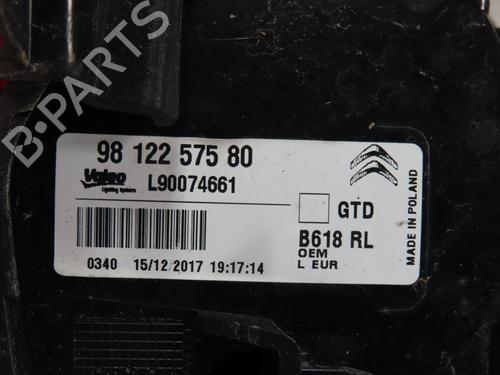 B-PARTS
98 122 575 80
Valeo
Lighting Systems
L90074661
GTD
B618 RL
OEM
L EUR
0340 15/12/2017 19:17:14
MADE IN POLAND